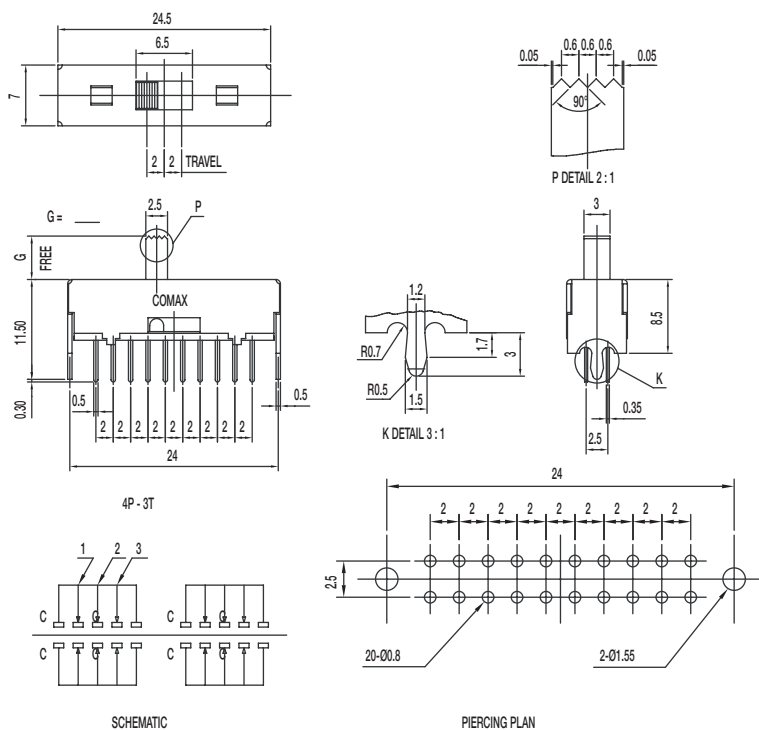 24.5
6.5
7
2 2 TRAVEL
0.05 0.6 0.6 0.6 0.05
90°
P DETAIL 2 : 1
G =
2.5
P
G
FREE
COMAX
11.50
0.30
0.5
0.5
2 2 2 2 2 2 2 2 2
24
1.2
R0.7
1.7
3
R0.5
1.5
K DETAIL 3 : 1
3
8.5
K
0.35
2.5
4P - 3T
1 2 3
C G C G
C G C G
SCHEMATIC
24
2 2 2 2 2 2 2 2 2
2.5
20-Ø0.8
2-Ø1.55
PIERCING PLAN